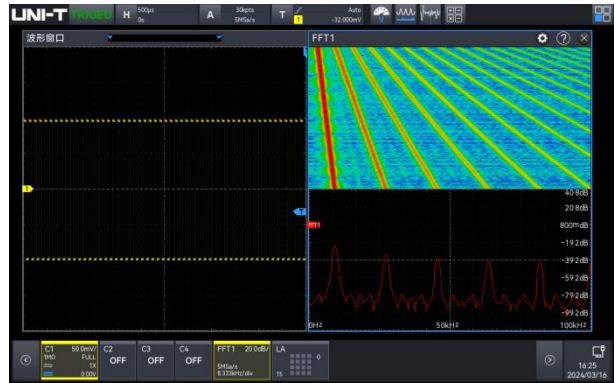 UNI-T TRIGED H 500µs 0s A 30kpts 5MSa/s T 1 Auto -32.000mV
波形窗口
FFT1
T
1
T
FFT1
40.8dB
20.8dB
800mdB
-19.2dB
-39.2dB
-59.2dB
-79.2dB
-99.2dB
0Hz 50kHz 100kHz
C1 50.0mV/
1MΩ FULL
1X
0.00V
C2
OFF
C3
OFF
C4
OFF
FFT1 20.0dB/
5MSa/s
8.333kHz/div
LA
0
15
16:25
2024/03/16